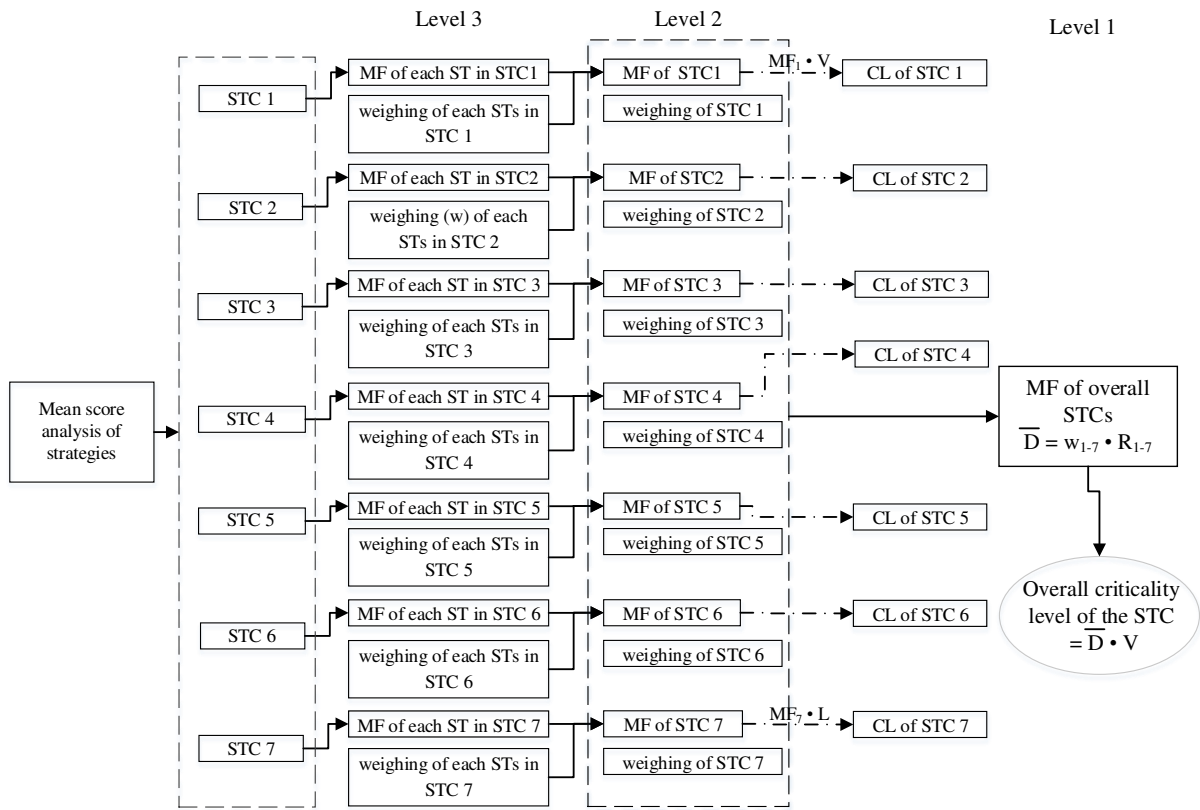 Level 3
Level 2
Level 1
Mean score
analysis of
strategies
STC 1
MF of each ST in STC1
weighing of each STs in
STC 1
MF of STC1
weighing of STC 1
MF₁ • V
CL of STC 1
STC 2
MF of each ST in STC2
weighing (w) of each
STs in STC 2
MF of STC2
weighing of STC 2
CL of STC 2
STC 3
MF of each ST in STC 3
weighing of each STs in
STC 3
MF of STC 3
weighing of STC 3
CL of STC 3
STC 4
MF of each ST in STC 4
weighing of each STs in
STC 4
MF of STC 4
weighing of STC 4
CL of STC 4
STC 5
MF of each ST in STC 5
weighing of each STs in
STC 5
MF of STC 5
weighing of STC 5
CL of STC 5
STC 6
MF of each ST in STC 6
weighing of each STs in
STC 6
MF of STC 6
weighing of STC 6
CL of STC 6
STC 7
MF of each ST in STC 7
weighing of each STs in
STC 7
MF of STC 7
weighing of STC 7
MF₇ • L
CL of STC 7
MF of overall
STCs
D̅ = w₁₋₇ • R₁₋₇
Overall criticality
level of the STC
= D̅ • V